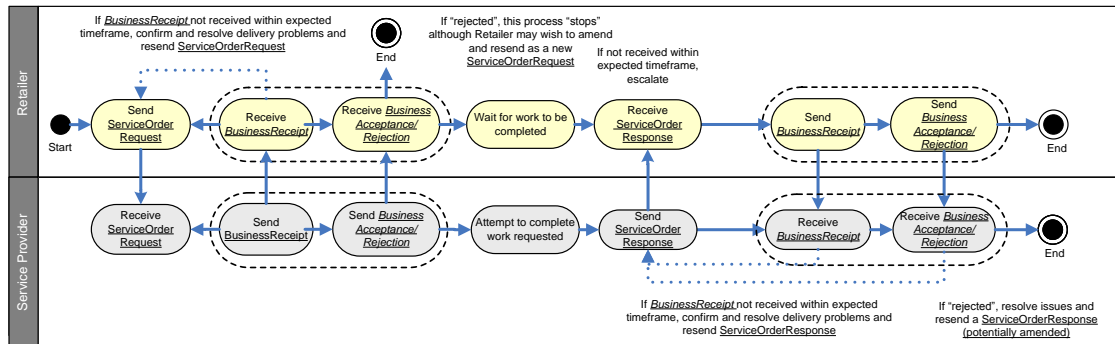 Retailer
If BusinessReceipt not received within expected
timeframe, confirm and resolve delivery problems and
resend ServiceOrderRequest
End
If “rejected”, this process “stops”
although Retailer may wish to amend
and resend as a new
ServiceOrderRequest
If not received within
expected timeframe,
escalate
Start
Send
ServiceOrder
Request
Receive
BusinessReceipt
Receive Business
Acceptance/
Rejection
Wait for work to be
completed
Receive
ServiceOrder
Response
Send
BusinessReceipt
Send
Business
Acceptance/
Rejection
End
Service Provider
Receive
ServiceOrder
Request
Send
BusinessReceipt
Send Business
Acceptance/
Rejection
Attempt to complete
work requested
Send
ServiceOrder
Response
Receive
BusinessReceipt
Receive Business
Acceptance/
Rejection
End
If BusinessReceipt not received within expected
timeframe, confirm and resolve delivery problems and
resend ServiceOrderResponse
If “rejected”, resolve issues and
resend a ServiceOrderResponse
(potentially amended)